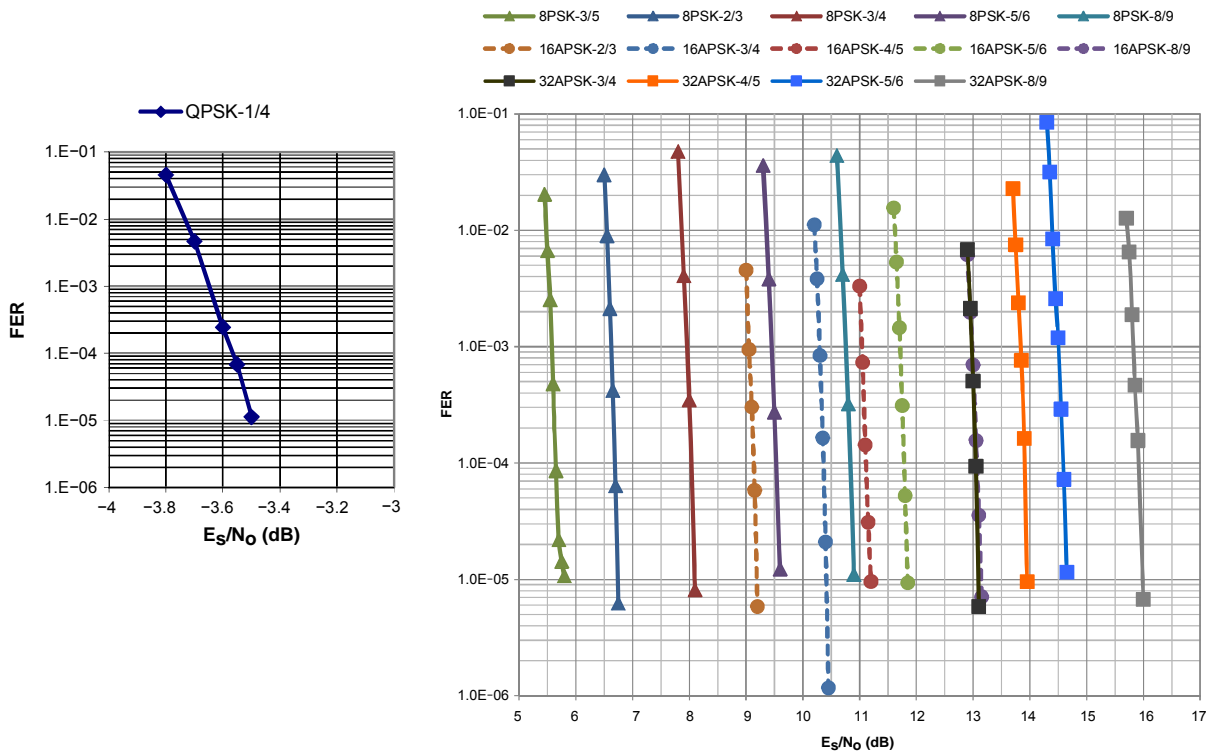 QPSK-1/4
1.E−01
1.E−02
1.E−03
1.E−04
1.E−05
1.E−06
FER
−4 −3.8 −3.6 −3.4 −3.2 −3
ES/NO (dB)
8PSK-3/5 8PSK-2/3 8PSK-3/4 8PSK-5/6 8PSK-8/9
16APSK-2/3 16APSK-3/4 16APSK-4/5 16APSK-5/6 16APSK-8/9
32APSK-3/4 32APSK-4/5 32APSK-5/6 32APSK-8/9
1.0E−01
1.0E−02
1.0E−03
1.0E−04
1.0E−05
1.0E−06
FER
5 6 7 8 9 10 11 12 13 14 15 16 17
ES/NO (dB)